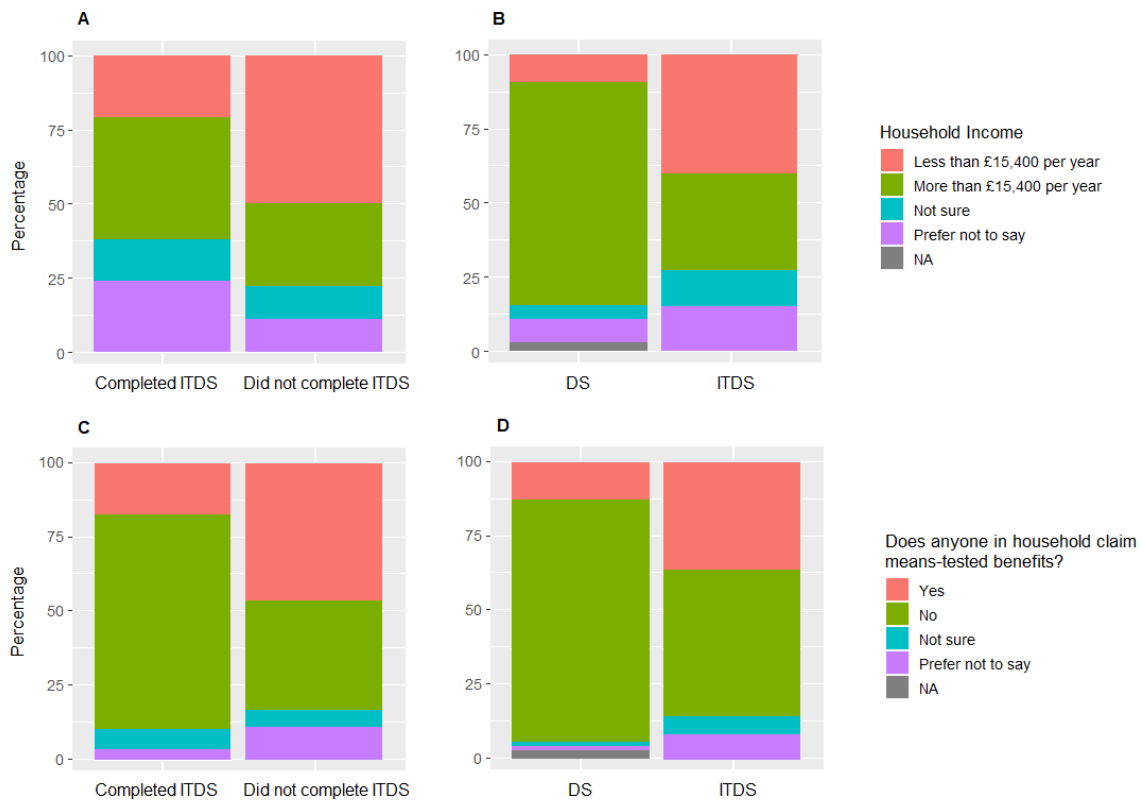 A
B
100
75
50
25
0
Percentage
Completed ITDS
Did not complete ITDS
100
75
50
25
0
DS
ITDS
Household Income
Less than £15,400 per year
More than £15,400 per year
Not sure
Prefer not to say
NA
C
D
100
75
50
25
0
Percentage
Completed ITDS
Did not complete ITDS
100
75
50
25
0
DS
ITDS
Does anyone in household claim
means-tested benefits?
Yes
No
Not sure
Prefer not to say
NA